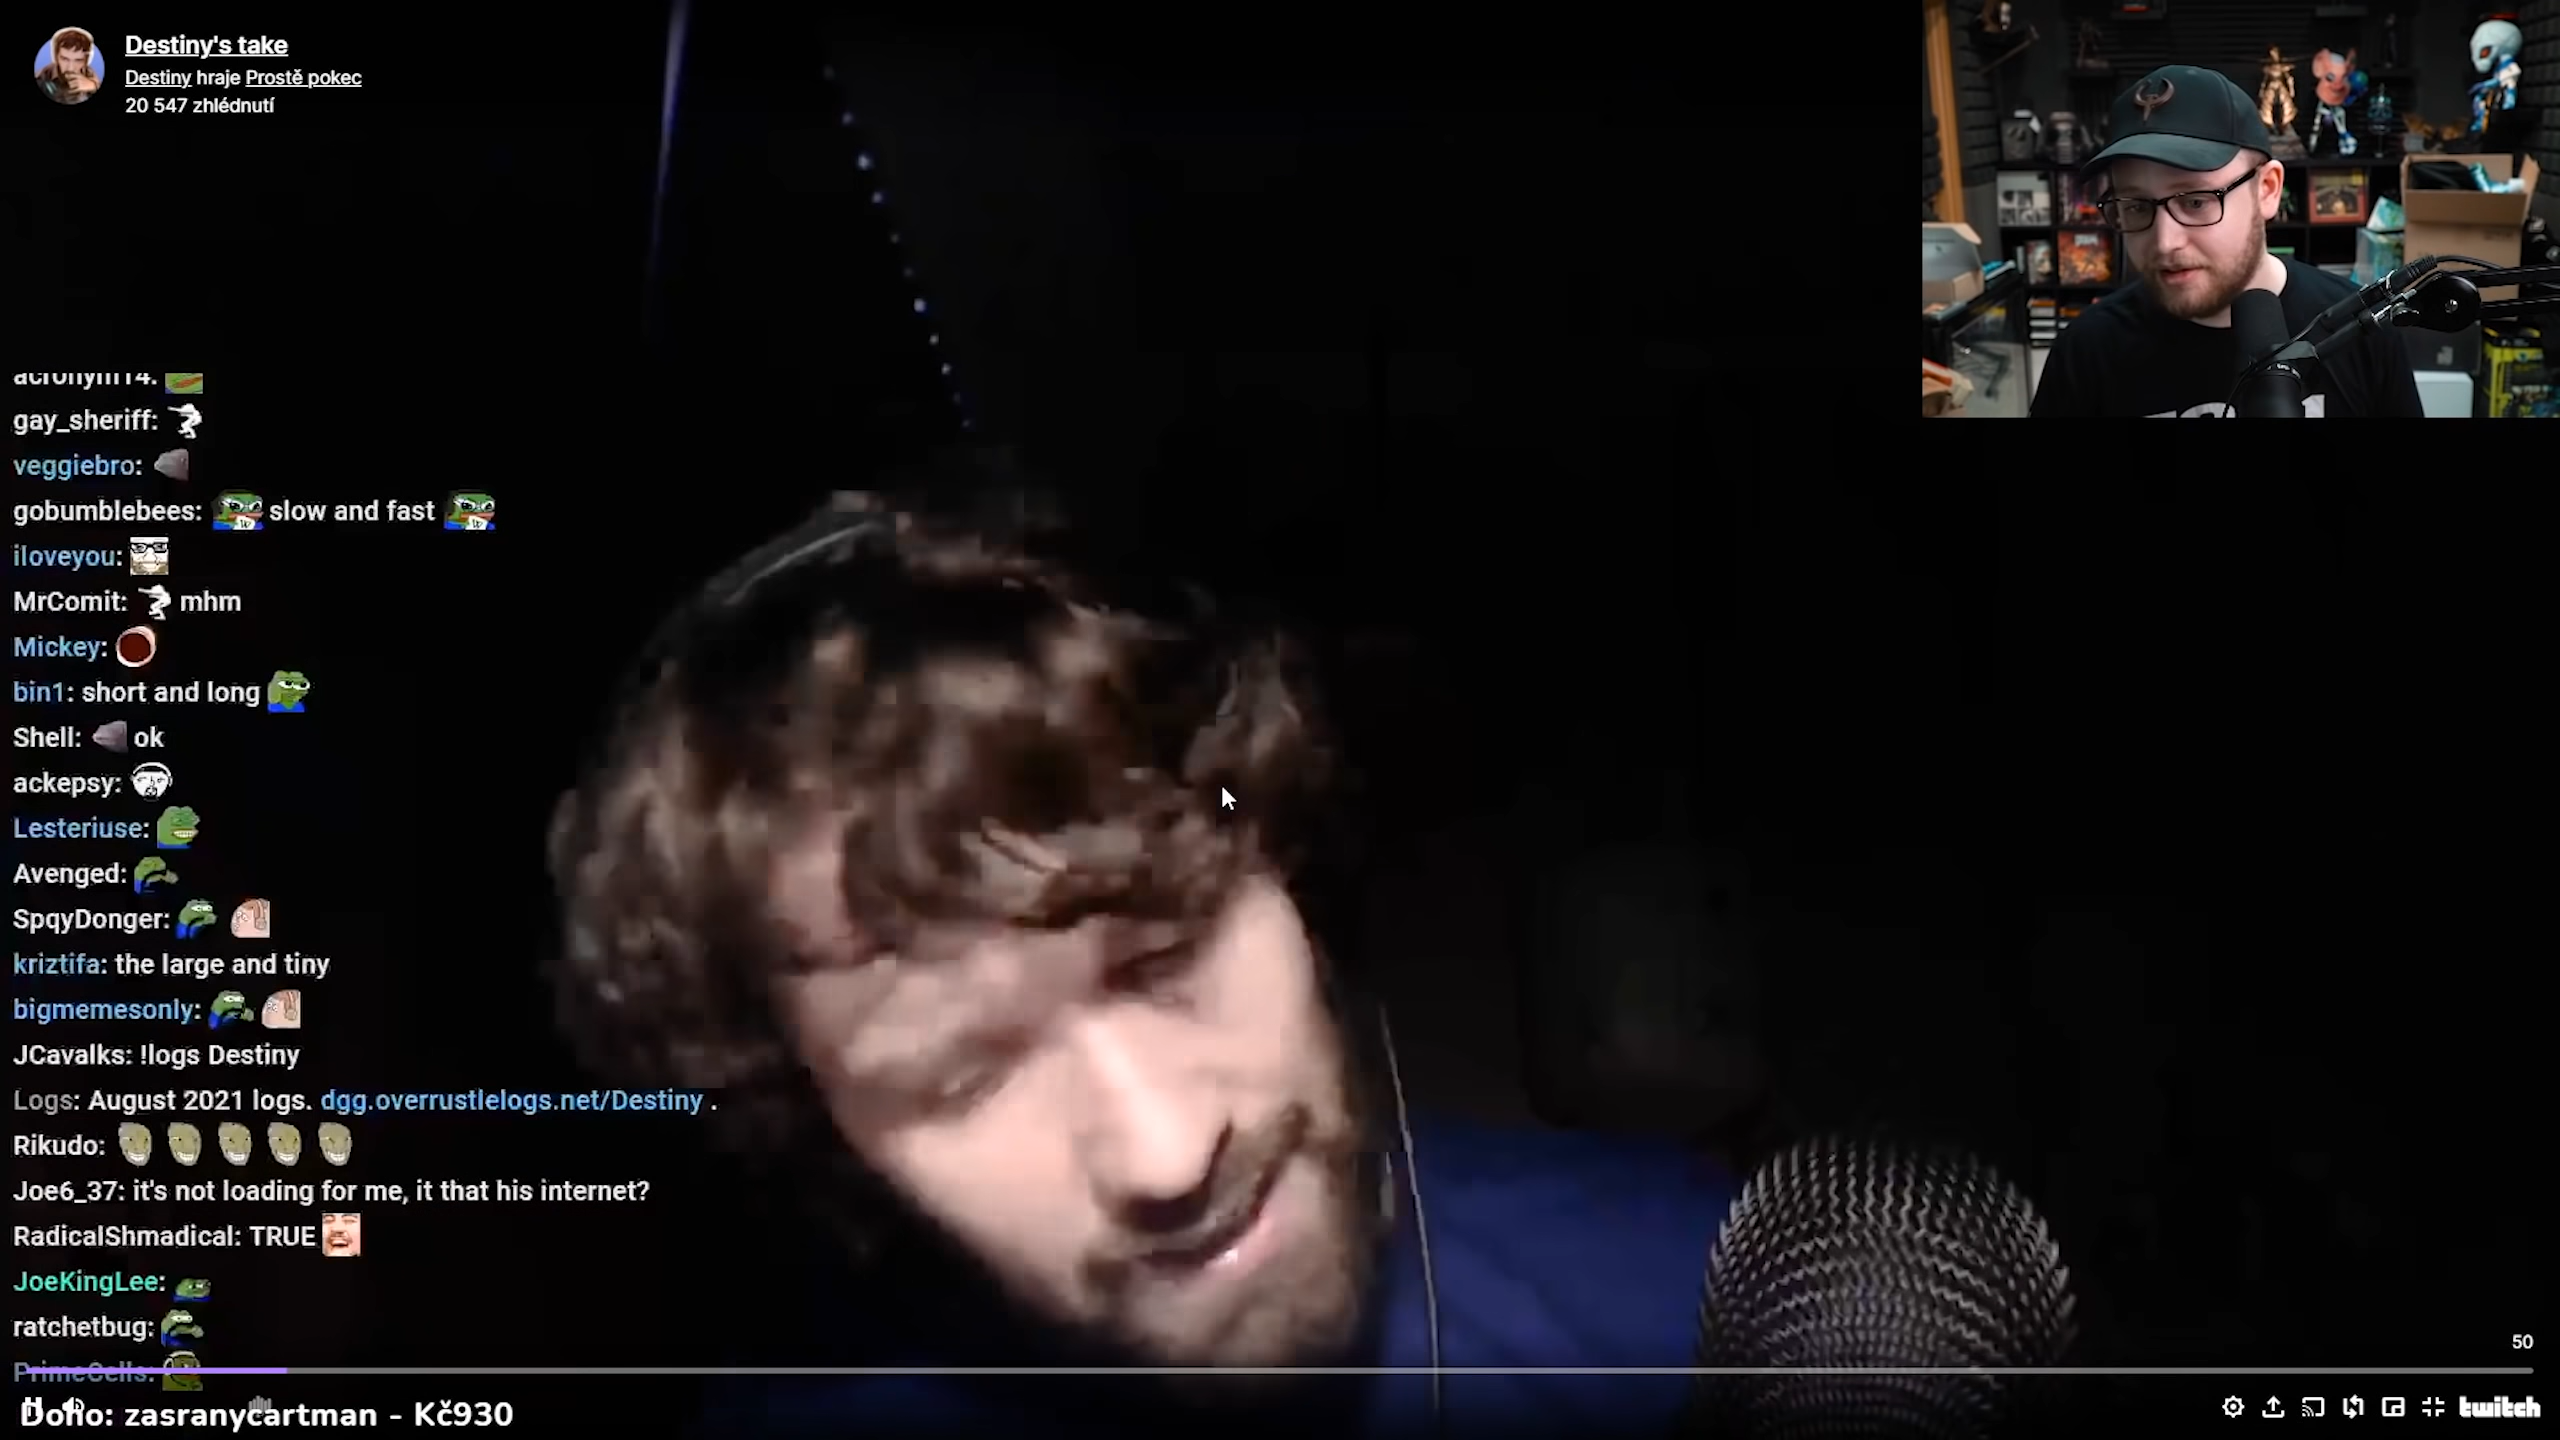 Destiny's take
Destiny hraje Prostě pokec
20 547 zhlédnutí
acronym14:
gay_sheriff:
veggiebro:
gobumblebees: slow and fast
iloveyou:
MrComit: mhm
Mickey:
bin1: short and long
Shell: ok
ackepsy:
Lesteriuse:
Avenged:
SpqyDonger:
kriztifa: the large and tiny
bigmemesonly:
JCavalks: !logs Destiny
Logs: August 2021 logs. dgg.overrustlelogs.net/Destiny .
Rikudo:
Joe6_37: it's not loading for me, it that his internet?
RadicalShmadical: TRUE
JoeKingLee:
ratchetbug:
PrimeCells:
50
Dono: zasranycartman - Kč930
twitch